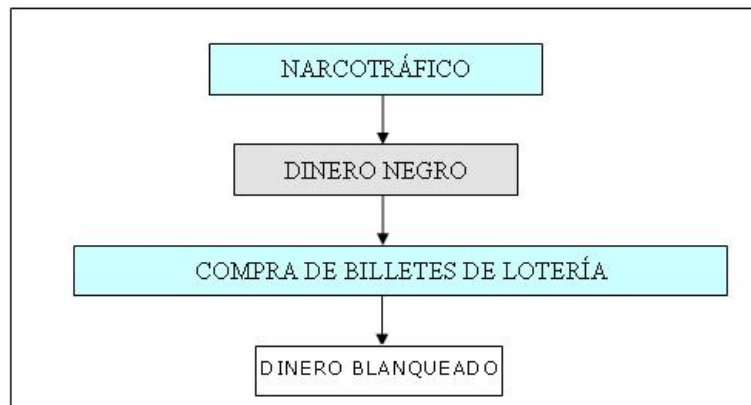 NARCOTRÁFICO
DINERO NEGRO
COMPRA DE BILLETES DE LOTERÍA
DINERO BLANQUEADO